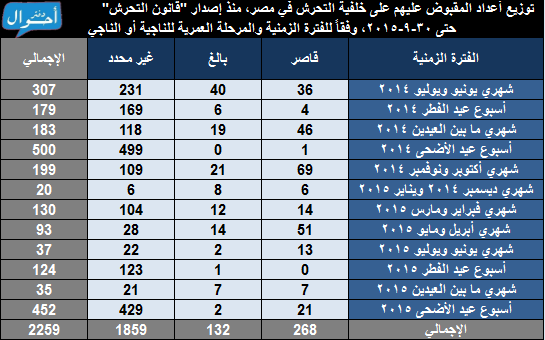 دفتر أحوال
توزيع أعداد المقبوض عليهم على خلفية التحرش في مصر، منذ إصدار "قانون التحرش"
حتى ٣٠-٩-٢٠١٥، وفقاً للفترة الزمنية والمرحلة العمرية للناجية أو الناجي
الفترة الزمنية قاصر بالغ غير محدد الإجمالي
شهري يونيو ويوليو ٢٠١٤ 36 40 231 307
أسبوع عيد الفطر ٢٠١٤ 4 6 169 179
شهري ما بين العيدين ٢٠١٤ 46 19 118 183
أسبوع عيد الأضحى ٢٠١٤ 1 0 499 500
شهري أكتوبر ونوفمبر ٢٠١٤ 69 21 109 199
شهري ديسمبر ٢٠١٤ ويناير ٢٠١٥ 6 8 6 20
شهري فبراير ومارس ٢٠١٥ 14 12 104 130
شهري أبريل ومايو ٢٠١٥ 51 14 28 93
شهري يونيو ويوليو ٢٠١٥ 13 2 22 37
أسبوع عيد الفطر ٢٠١٥ 0 1 123 124
شهري ما بين العيدين ٢٠١٥ 7 7 21 35
أسبوع عيد الأضحى ٢٠١٥ 21 2 429 452
الإجمالي 268 132 1859 2259